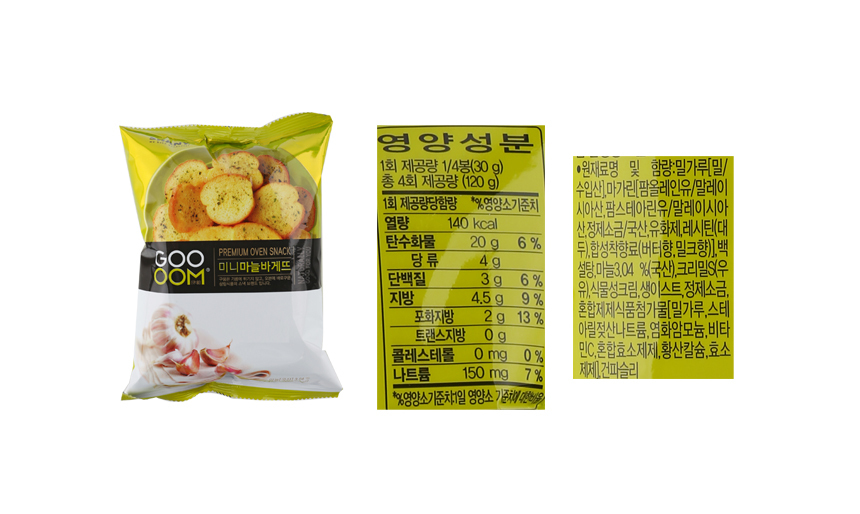 GOO
OOM
PREMIUM OVEN SNACK
미니마늘바게뜨
영양성분
1회 제공량 1/4봉(30 g)
총 4회 제공량 (120 g)
1회 제공량당함량 *%영양소기준치
열량 140 kcal
탄수화물 20 g 6 %
당 류 4 g
단백질 3 g 6 %
지방 4.5 g 9 %
포화지방 2 g 13 %
트랜스지방 0 g
콜레스테롤 0 mg 0 %
나트륨 150 mg 7 %
*%영양소기준치:1일 영양소 기준치에
•원재료명 및 함량:밀가루[밀/
수입산],마가린[팜올레인유/말레이
시아산,팜스테아린유/말레이시아
산,정제소금/국산,유화제,레시틴(대
두),합성착향료(버터향,밀크향)],백
설탕,마늘3.04 %(국산),크리밀S(우
유),식물성크림,생이스트,정제소금,
혼합제제식품첨가물[밀가루,스테
아릴젖산나트륨,염화암모늄,비타
민C,혼합효소제제,황산칼슘,효소
제제],건파슬리